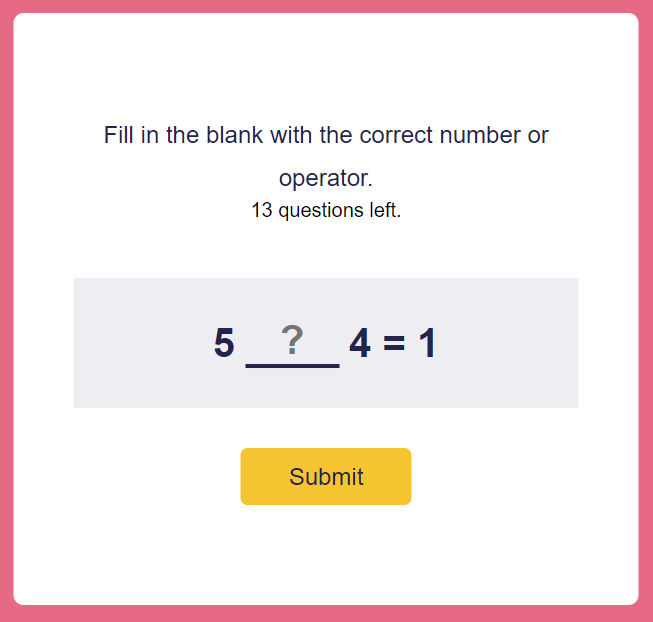 Fill in the blank with the correct number or
operator.
13 questions left.
5 ? 4 = 1
Submit